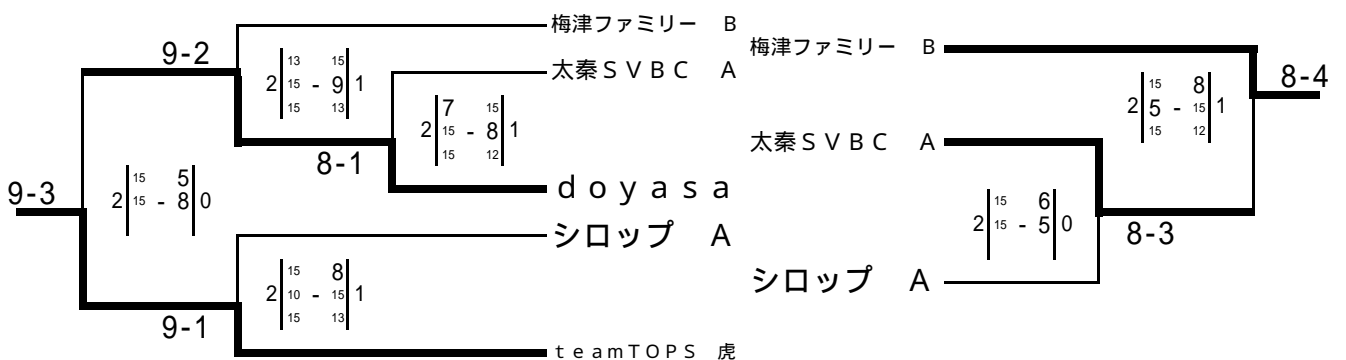 梅津ファミリー B
9-2
2 13 - 15 1
15 - 9
15 13
太秦ＳＶＢＣ A
2 7 15 1
15 - 8
15 12
8-1
ｄｏｙａｓａ
9-3
2 15 5 0
15 - 8
シロップ A
2 15 8 1
10 - 15
15 13
9-1
ｔｅａｍTOPS 虎
梅津ファミリー B
8-4
2 15 8 1
5 - 15
15 12
太秦ＳＶＢＣ A
2 15 6 0
15 - 5
8-3
シロップ A